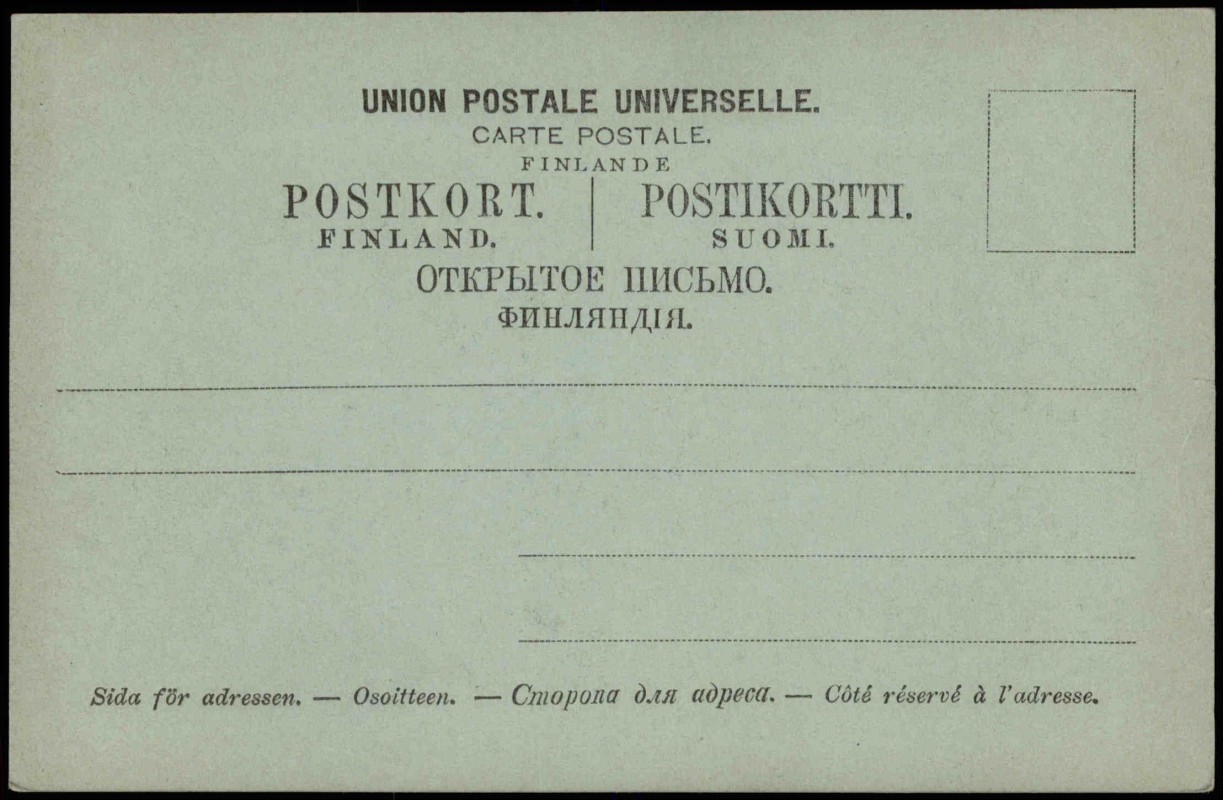 UNION POSTALE UNIVERSELLE.
CARTE POSTALE.
FINLANDE
POSTKORT. POSTIKORTTI.
FINLAND. SUOMI.
ОТКРЫТОЕ ПИСЬМО.
ФИНЛЯНДІЯ.
Sida för adressen. — Osoitteen. — Сторона для адреса. — Côté réservé à l'adresse.